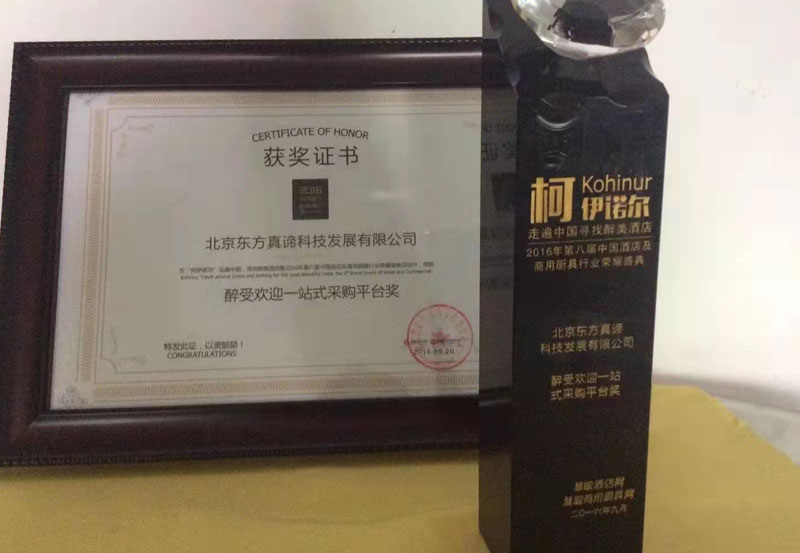 CERTIFICATE OF HONOR
获奖证书
2016
北京东方真谛科技发展有限公司
醉受欢迎一站式采购平台奖
特发此证,以资鼓励!
CONGRATULATIONS
2016.09.20
柯 Kohinur
伊诺尔
走遍中国寻找醉美酒店
2016年第八届中国酒店及
商用厨具行业荣耀盛典
北京东方真谛
科技发展有限公司
醉受欢迎一站
式采购平台奖
慧聪酒店网
慧聪商用厨具网
二〇一六年九月